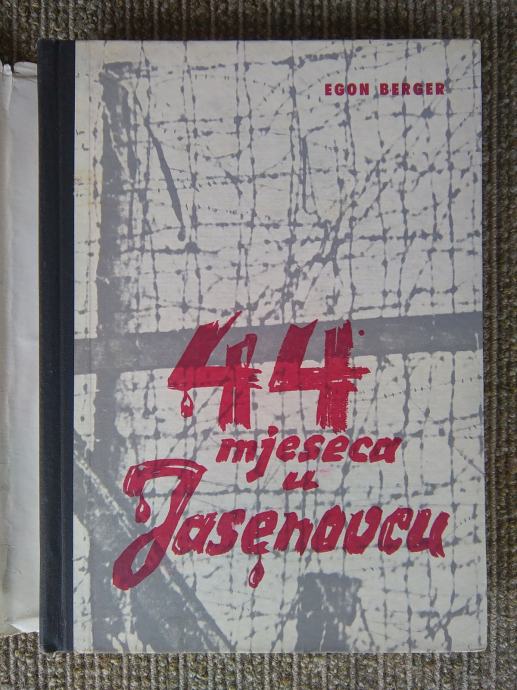 EGON BERGER
44
mjeseca
u
Jasenovcu